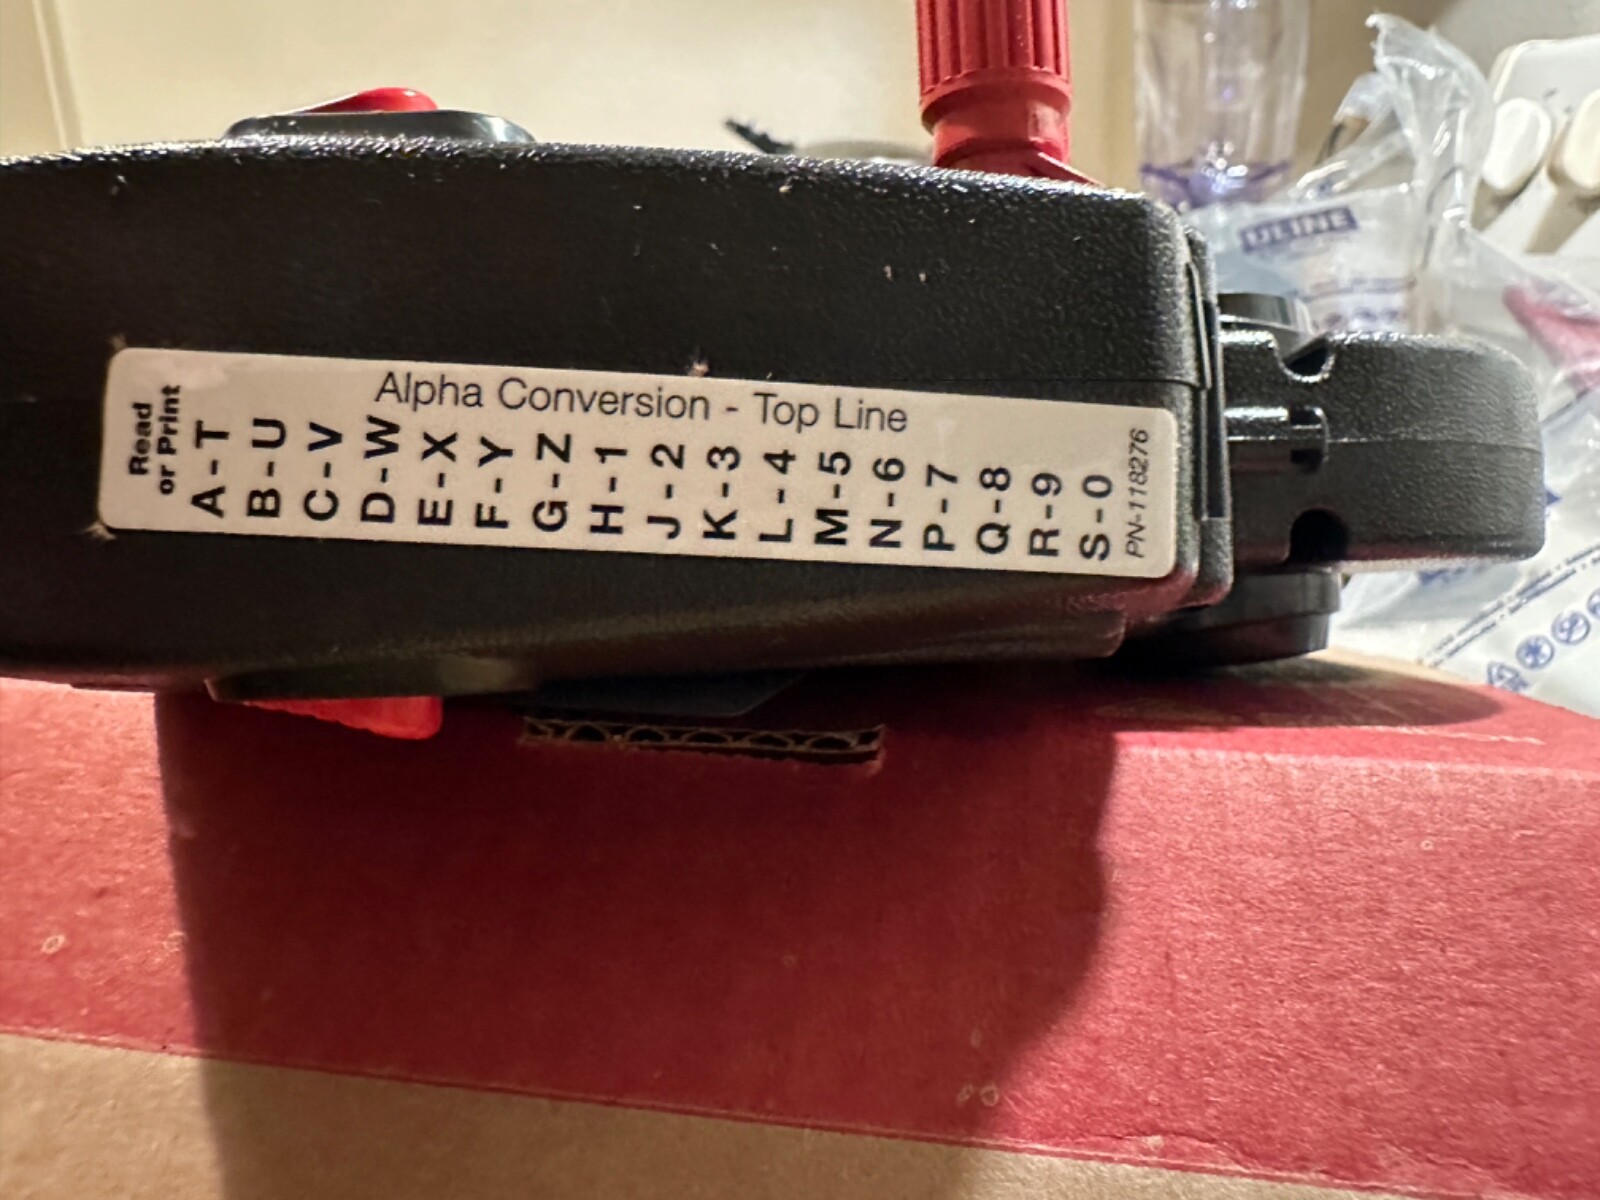 Alpha Conversion - Top Line
Read
or Print
A - T
B - U
C - V
D - W
E - X
F - Y
G - Z
H - 1
J - 2
K - 3
L - 4
M - 5
N - 6
P - 7
Q - 8
R - 9
S - 0
PN-118276
ULINE